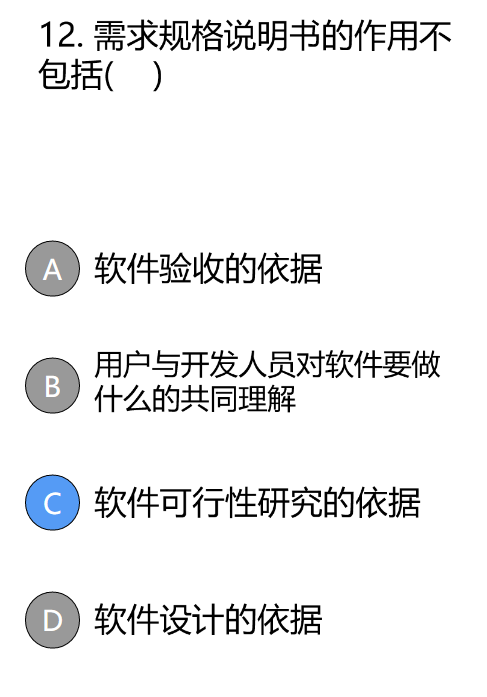 12. 需求规格说明书的作用不
包括(    )
A 软件验收的依据
B 用户与开发人员对软件要做
什么的共同理解
C 软件可行性研究的依据
D 软件设计的依据